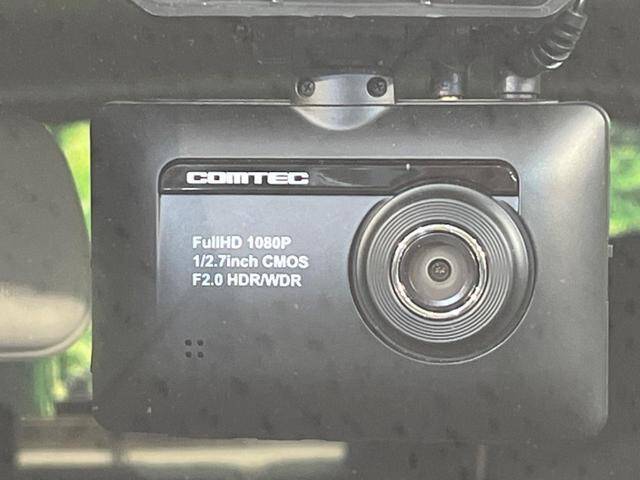 COMTEC
FullHD 1080P
1/2.7inch CMOS
F2.0 HDR/WDR